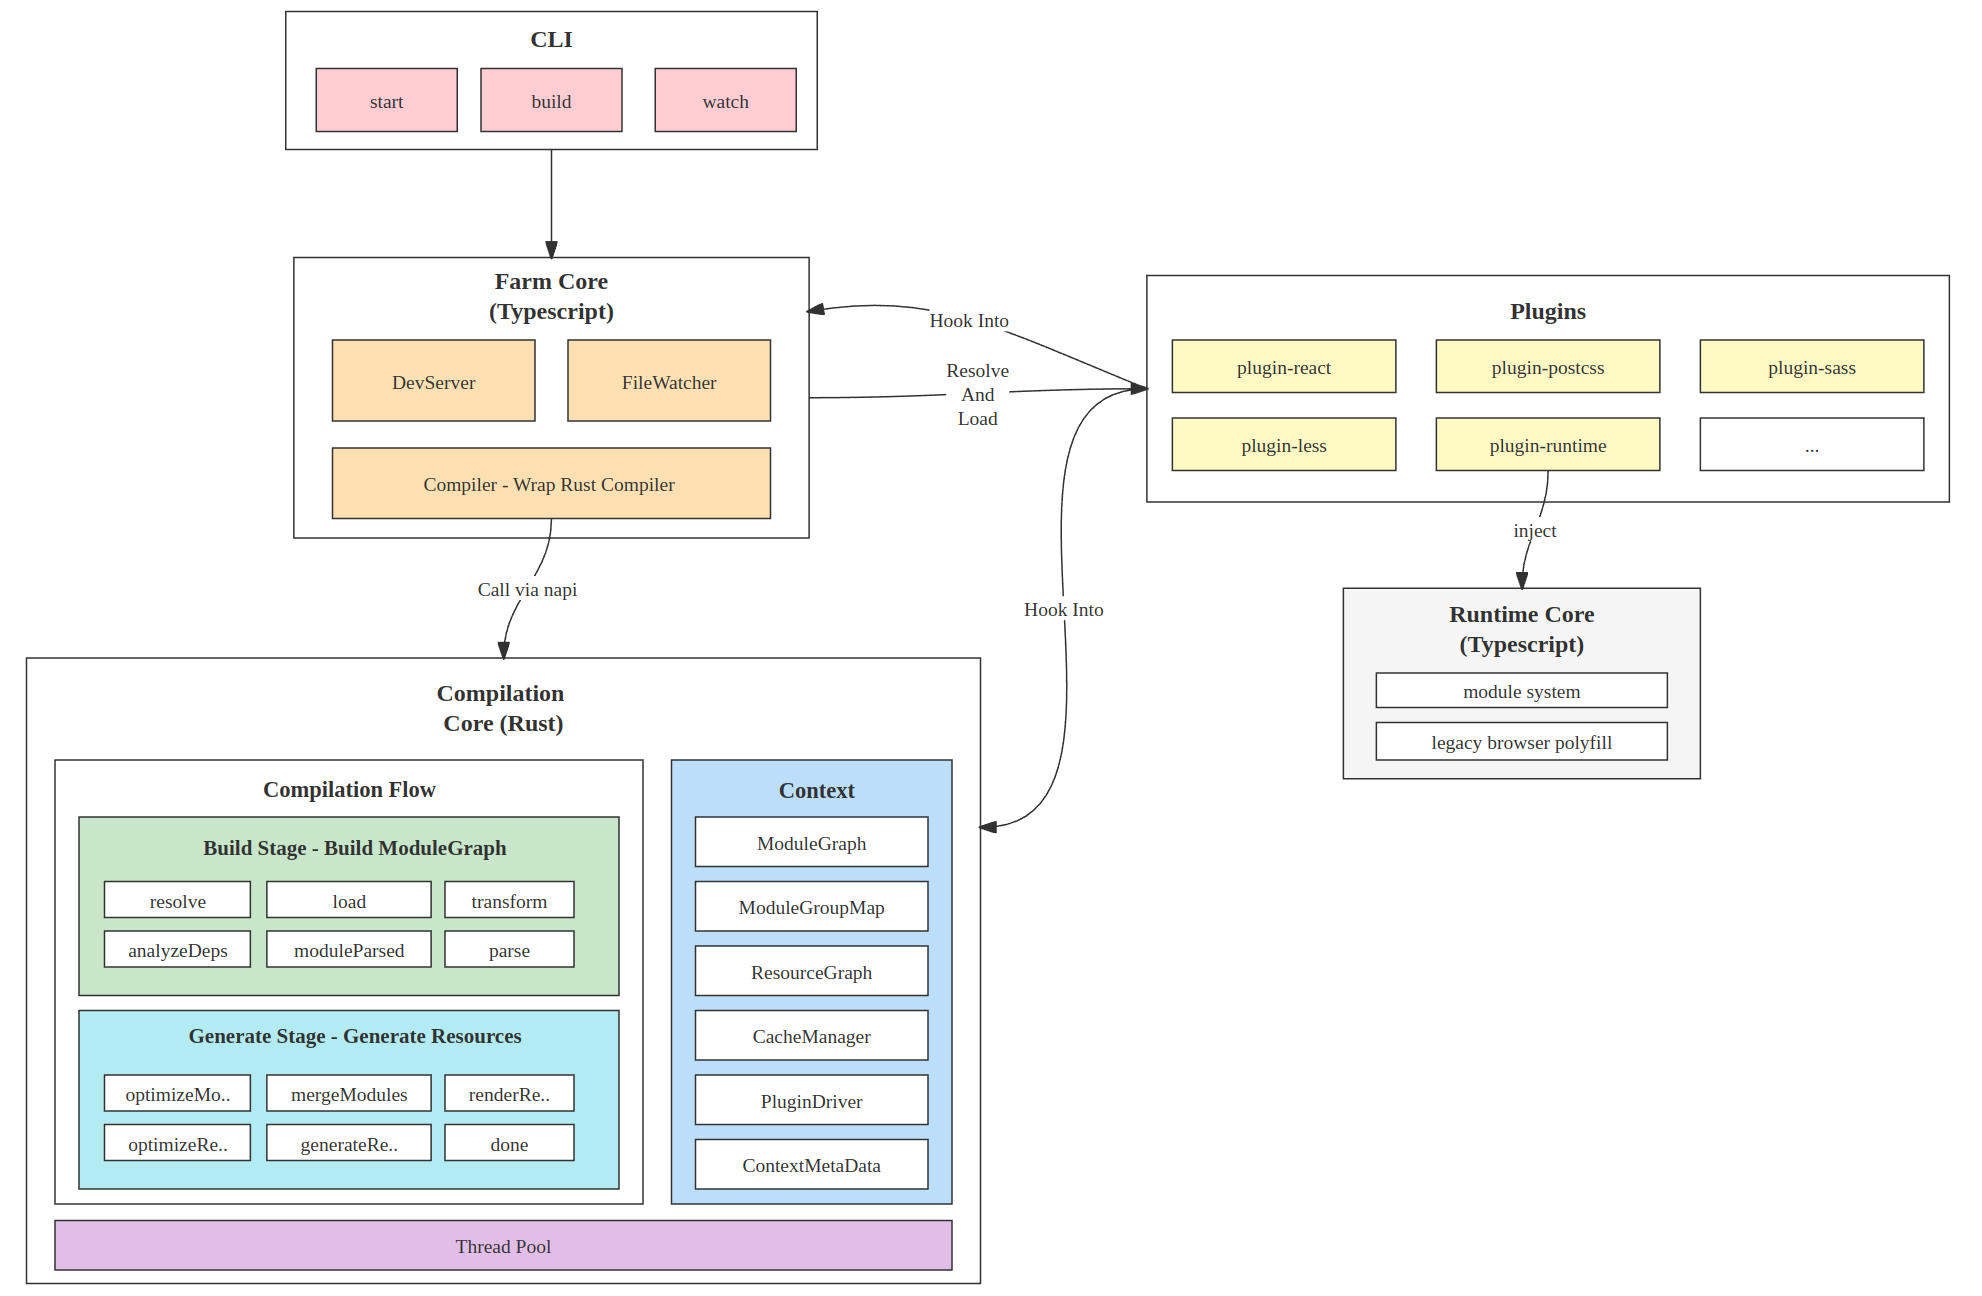 CLI
start
build
watch
Farm Core
(Typescript)
DevServer
FileWatcher
Compiler - Wrap Rust Compiler
Hook Into
Resolve
And
Load
Plugins
plugin-react
plugin-postcss
plugin-sass
plugin-less
plugin-runtime
...
inject
Call via napi
Hook Into
Runtime Core
(Typescript)
module system
legacy browser polyfill
Compilation
Core (Rust)
Compilation Flow
Build Stage - Build ModuleGraph
resolve
load
transform
analyzeDeps
moduleParsed
parse
Generate Stage - Generate Resources
optimizeMo..
mergeModules
renderRe..
optimizeRe..
generateRe..
done
Context
ModuleGraph
ModuleGroupMap
ResourceGraph
CacheManager
PluginDriver
ContextMetaData
Thread Pool